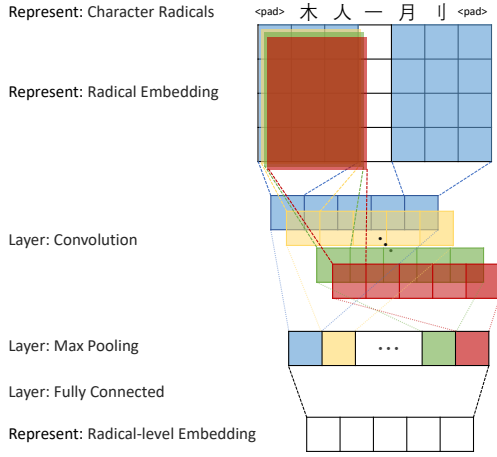 Represent: Character Radicals
<pad> 木 人 一 月 刂 <pad>
Represent: Radical Embedding
Layer: Convolution
Layer: Max Pooling
...
Layer: Fully Connected
Represent: Radical-level Embedding